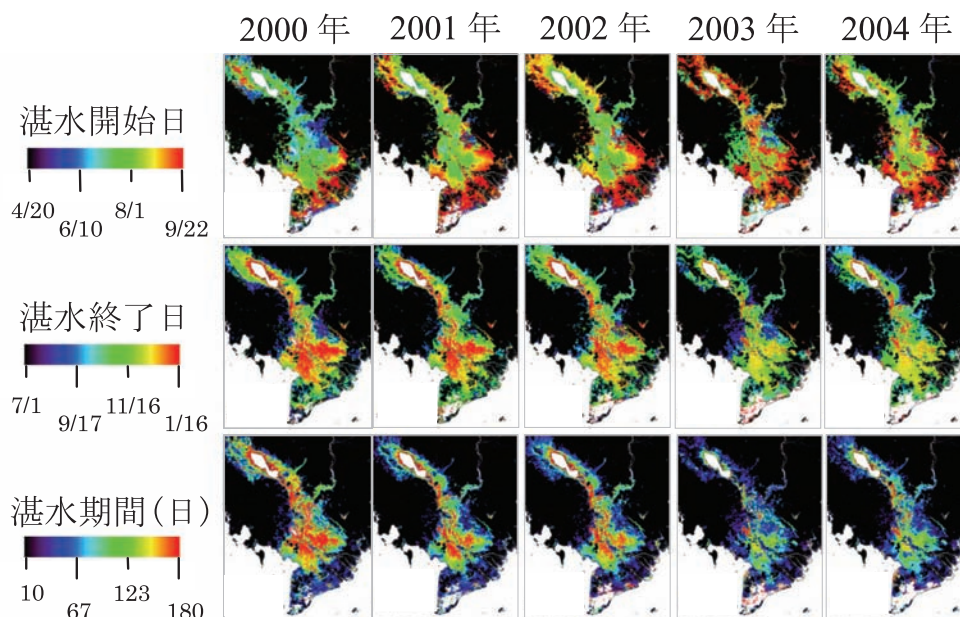 2000 年 2001 年 2002 年 2003 年 2004 年
湛水開始日
4/20 6/10 8/1 9/22
湛水終了日
7/1 9/17 11/16 1/16
湛水期間(日)
10 67 123 180